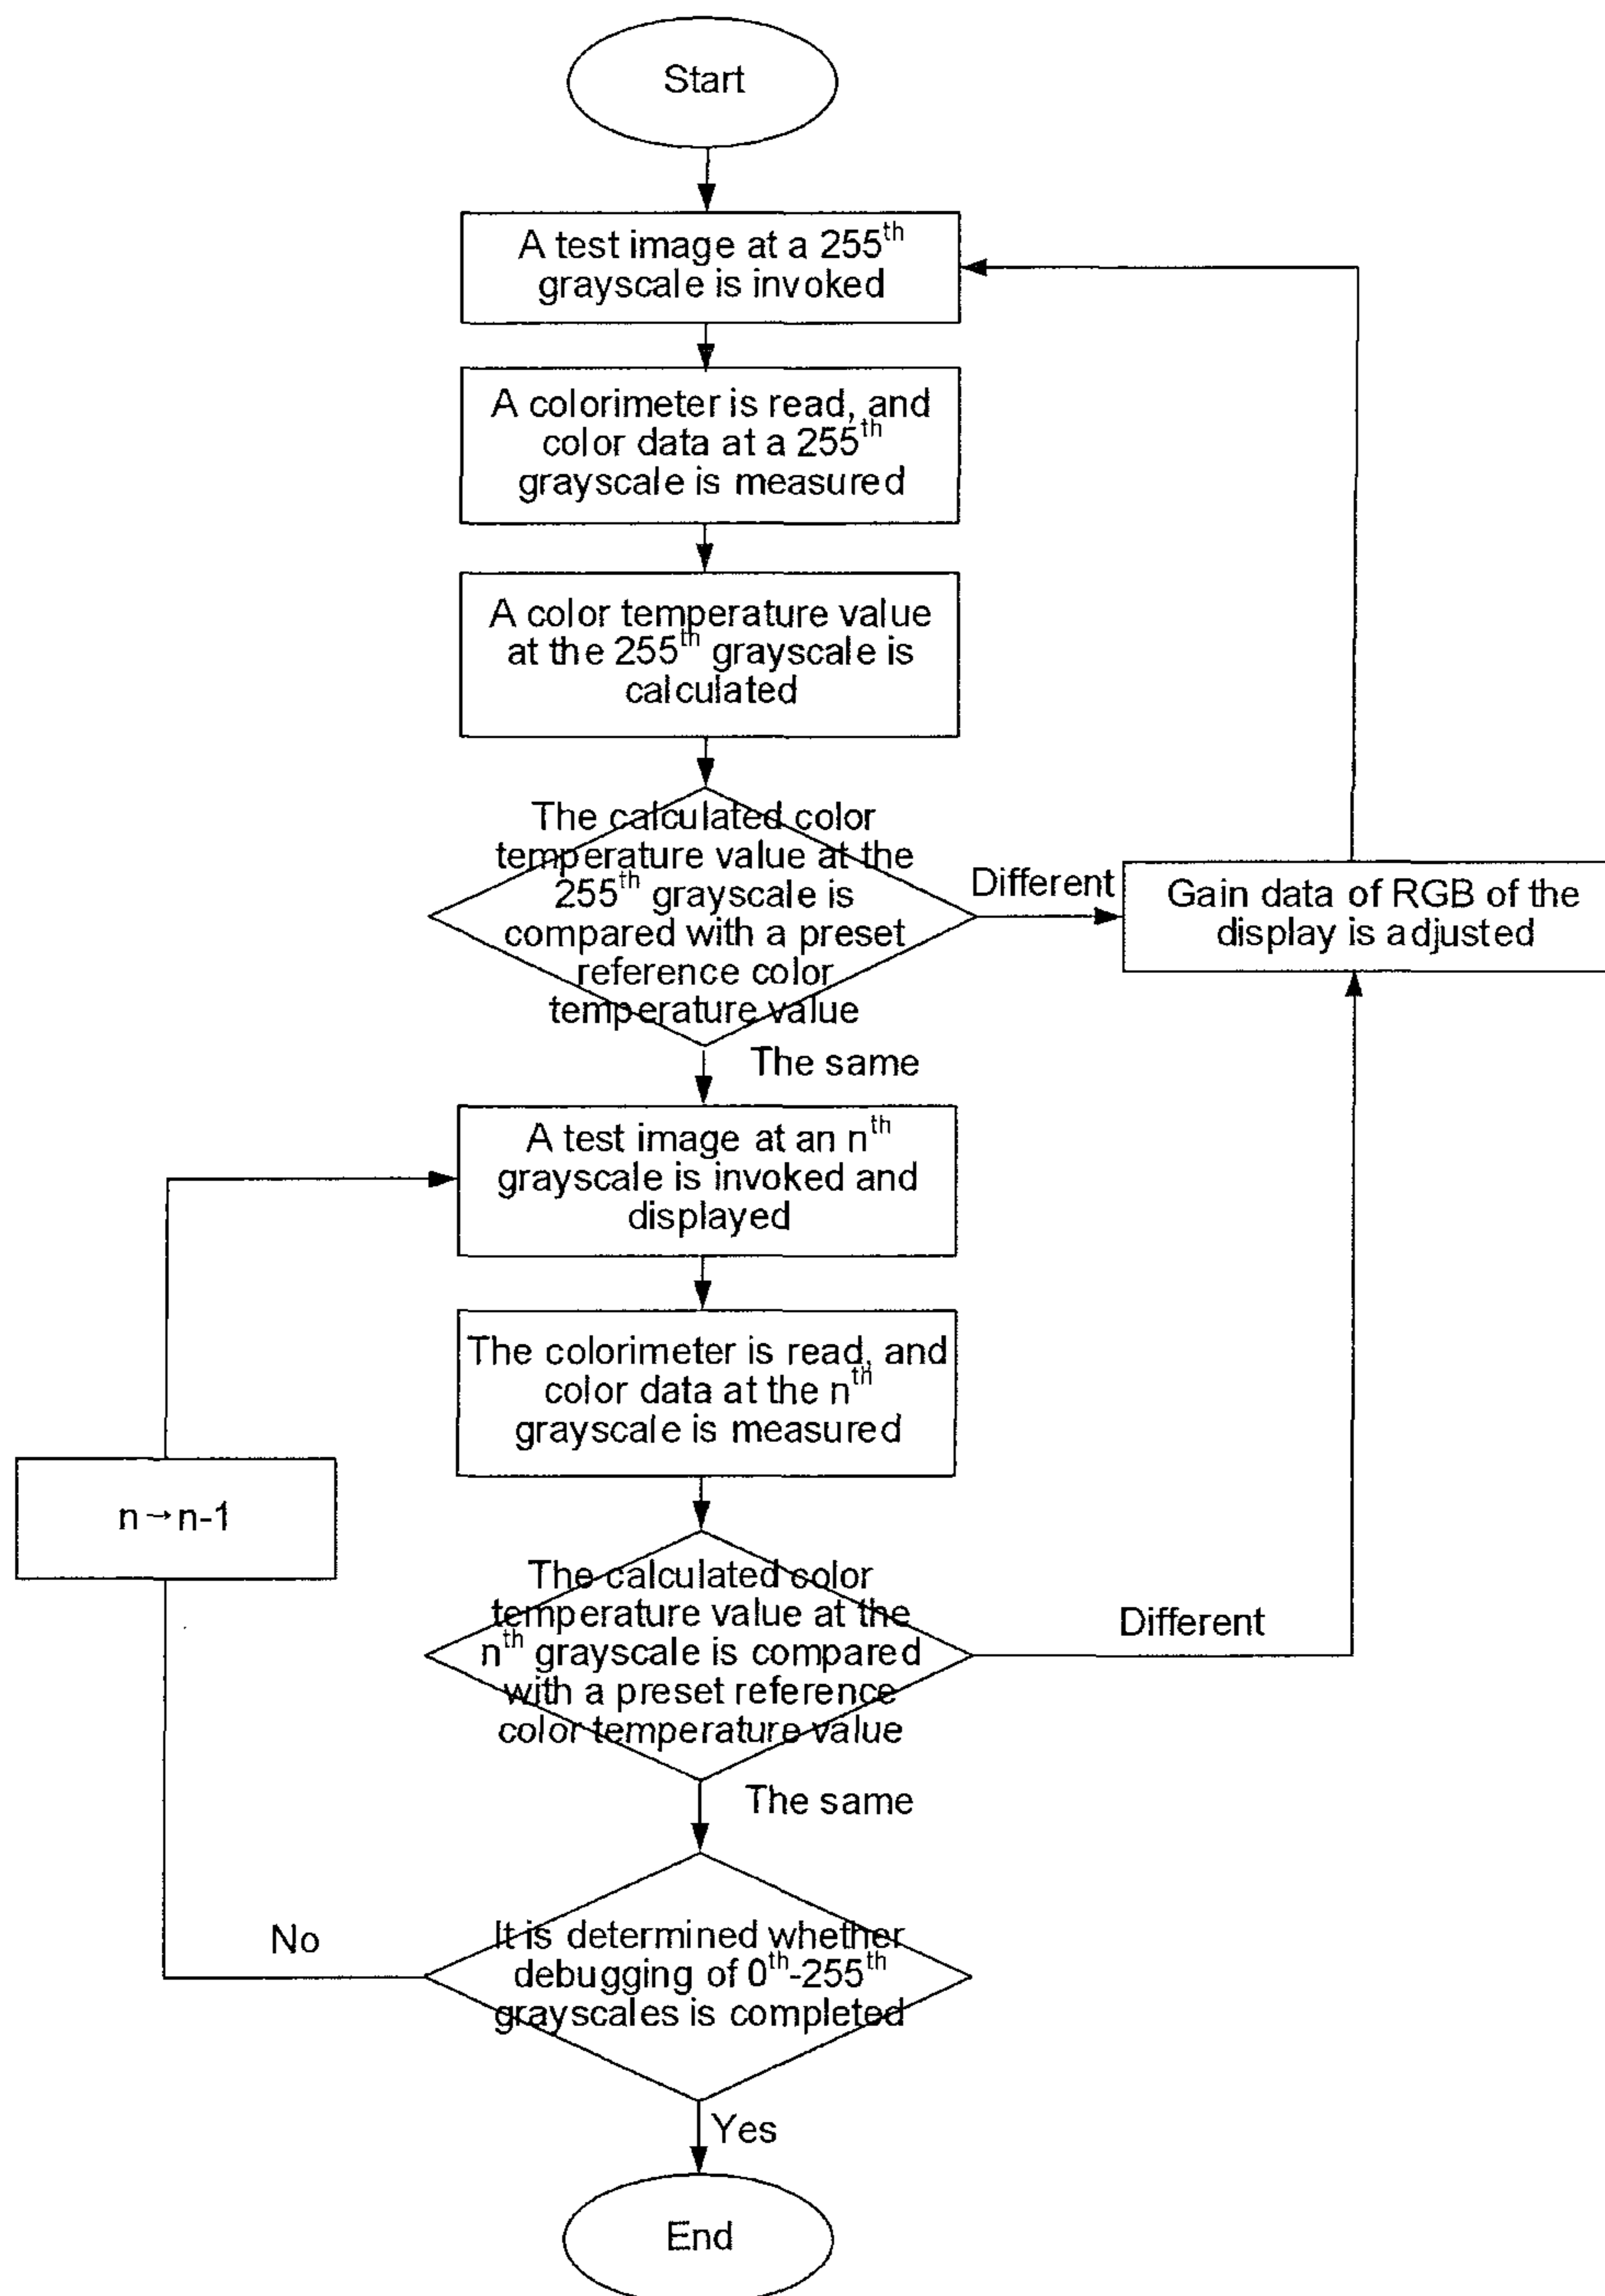 Start
A test image at a 255th
grayscale is invoked
A colorimeter is read, and
color data at a 255th
grayscale is measured
A color temperature value
at the 255th grayscale is
calculated
The calculated color
temperature value at the
255th grayscale is
compared with a preset
reference color
temperature value
Different
Gain data of RGB of the
display is adjusted
The same
A test image at an nth
grayscale is invoked and
displayed
The colorimeter is read, and
color data at the nth
grayscale is measured
n→n-1
The calculated color
temperature value at the
nth grayscale is compared
with a preset reference
color temperature value
Different
The same
It is determined whether
debugging of 0th-255th
grayscales is completed
No
Yes
End